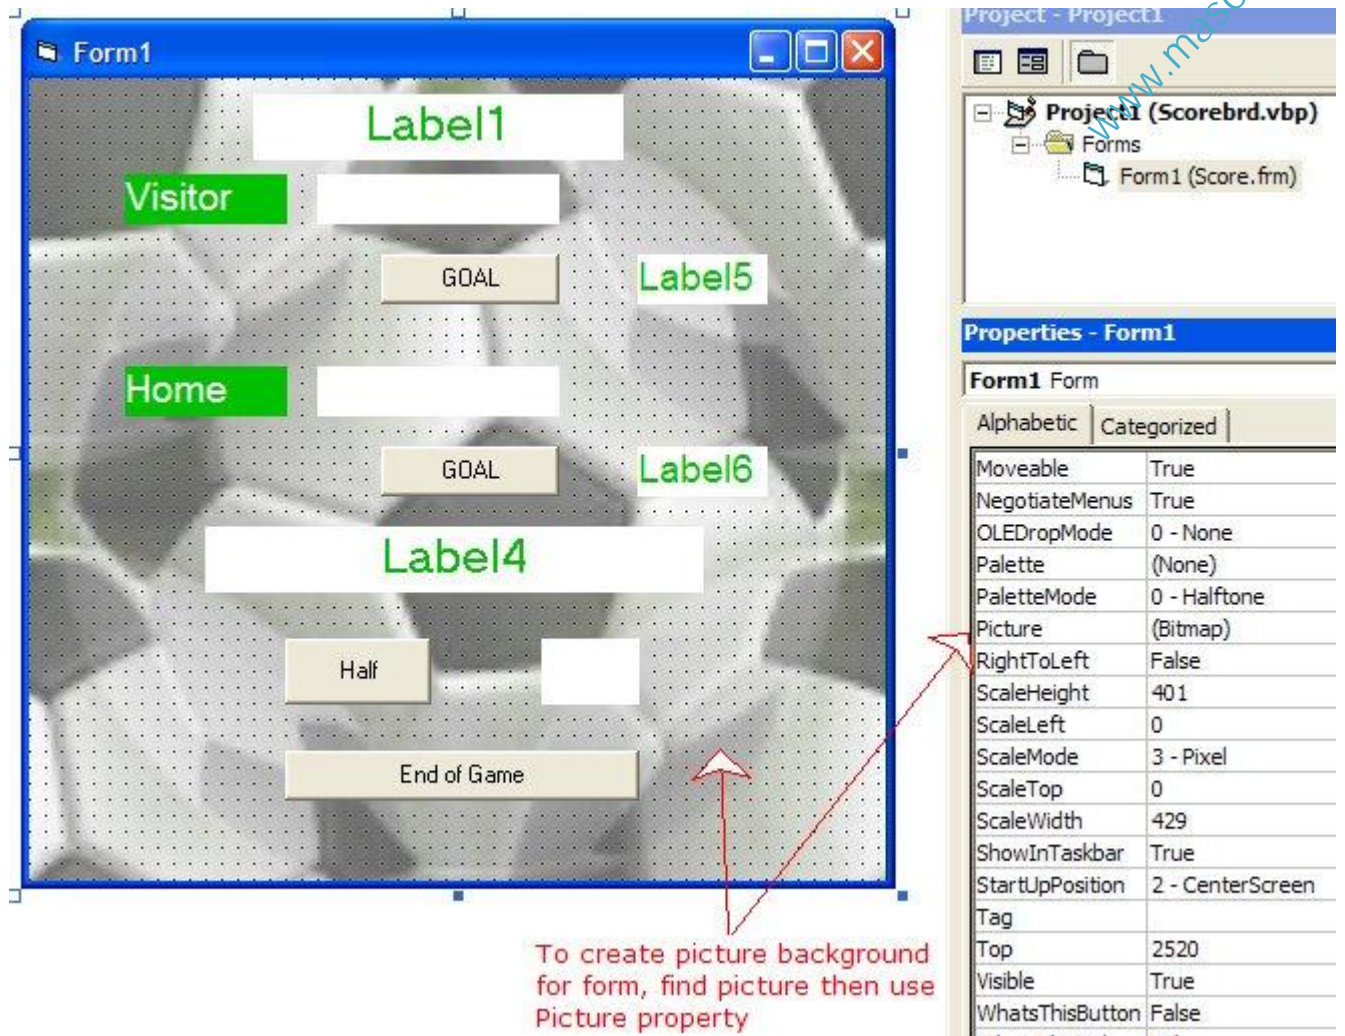 Form1
Label1
Visitor
GOAL
Label5
Home
GOAL
Label6
Label4
Half
End of Game
To create picture background
for form, find picture then use
Picture property
Project - Project1
www.maso
Project1 (Scorebrd.vbp)
Forms
Form1 (Score.frm)
Properties - Form1
Form1 Form
Alphabetic Categorized
Moveable True
NegotiateMenus True
OLEDropMode 0 - None
Palette (None)
PaletteMode 0 - Halftone
Picture (Bitmap)
RightToLeft False
ScaleHeight 401
ScaleLeft 0
ScaleMode 3 - Pixel
ScaleTop 0
ScaleWidth 429
ShowInTaskbar True
StartUpPosition 2 - CenterScreen
Tag
Top 2520
Visible True
WhatsThisButton False